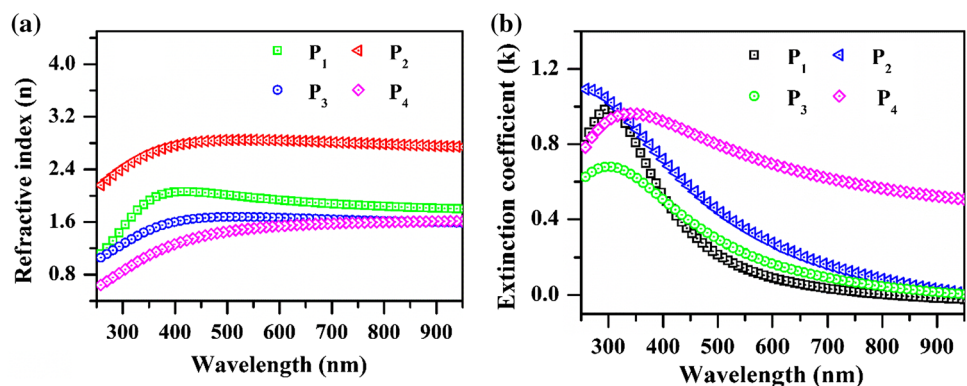 (a)
Refractive index (n)
4.0
3.2
2.4
1.6
0.8
P1 P2
P3 P4
300 400 500 600 700 800 900
Wavelength (nm)
(b)
Extinction coefficient (k)
1.2
0.8
0.4
0.0
P1 P2
P3 P4
300 400 500 600 700 800 900
Wavelength (nm)